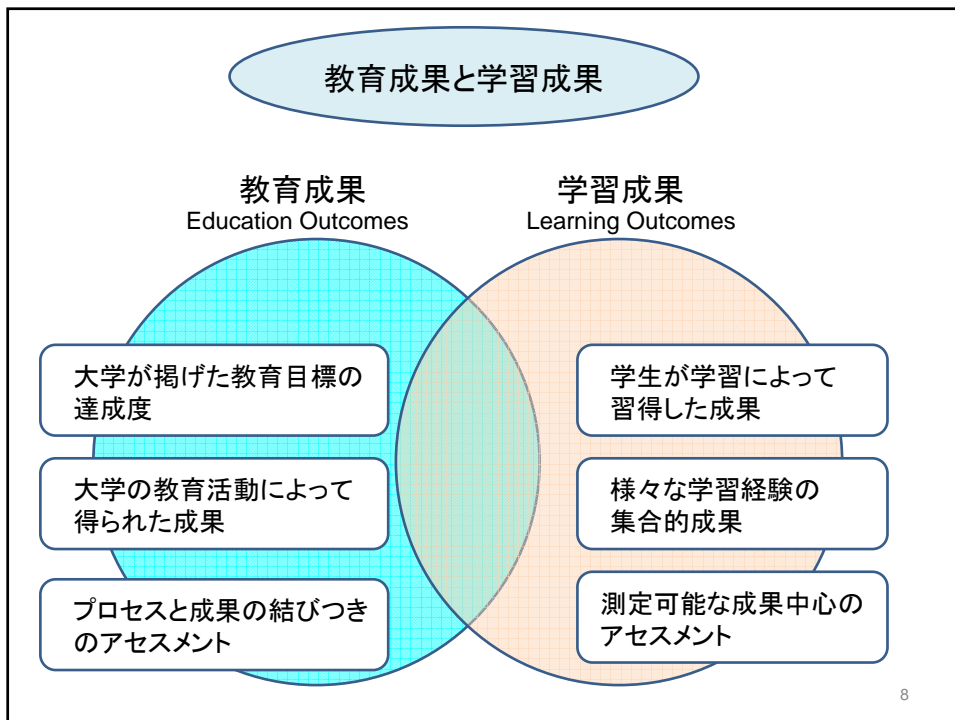 教育成果と学習成果
教育成果
Education Outcomes
学習成果
Learning Outcomes
大学が掲げた教育目標の
達成度
大学の教育活動によって
得られた成果
プロセスと成果の結びつき
のアセスメント
学生が学習によって
習得した成果
様々な学習経験の
集合的成果
測定可能な成果中心の
アセスメント
8